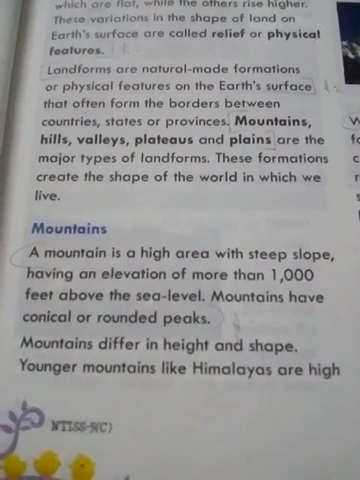 which are flat, while the others rise higher.
These variations in the shape of land on
Earth's surface are called relief or physical
features.
Landforms are natural-made formations
or physical features on the Earth's surface
that often form the borders between
countries, states or provinces. Mountains,
hills, valleys, plateaus and plains are the
major types of landforms. These formations
create the shape of the world in which we
live.
Mountains
A mountain is a high area with steep slope,
having an elevation of more than 1,000
feet above the sea-level. Mountains have
conical or rounded peaks.
Mountains differ in height and shape.
Younger mountains like Himalayas are high
NTLSS-5(C)